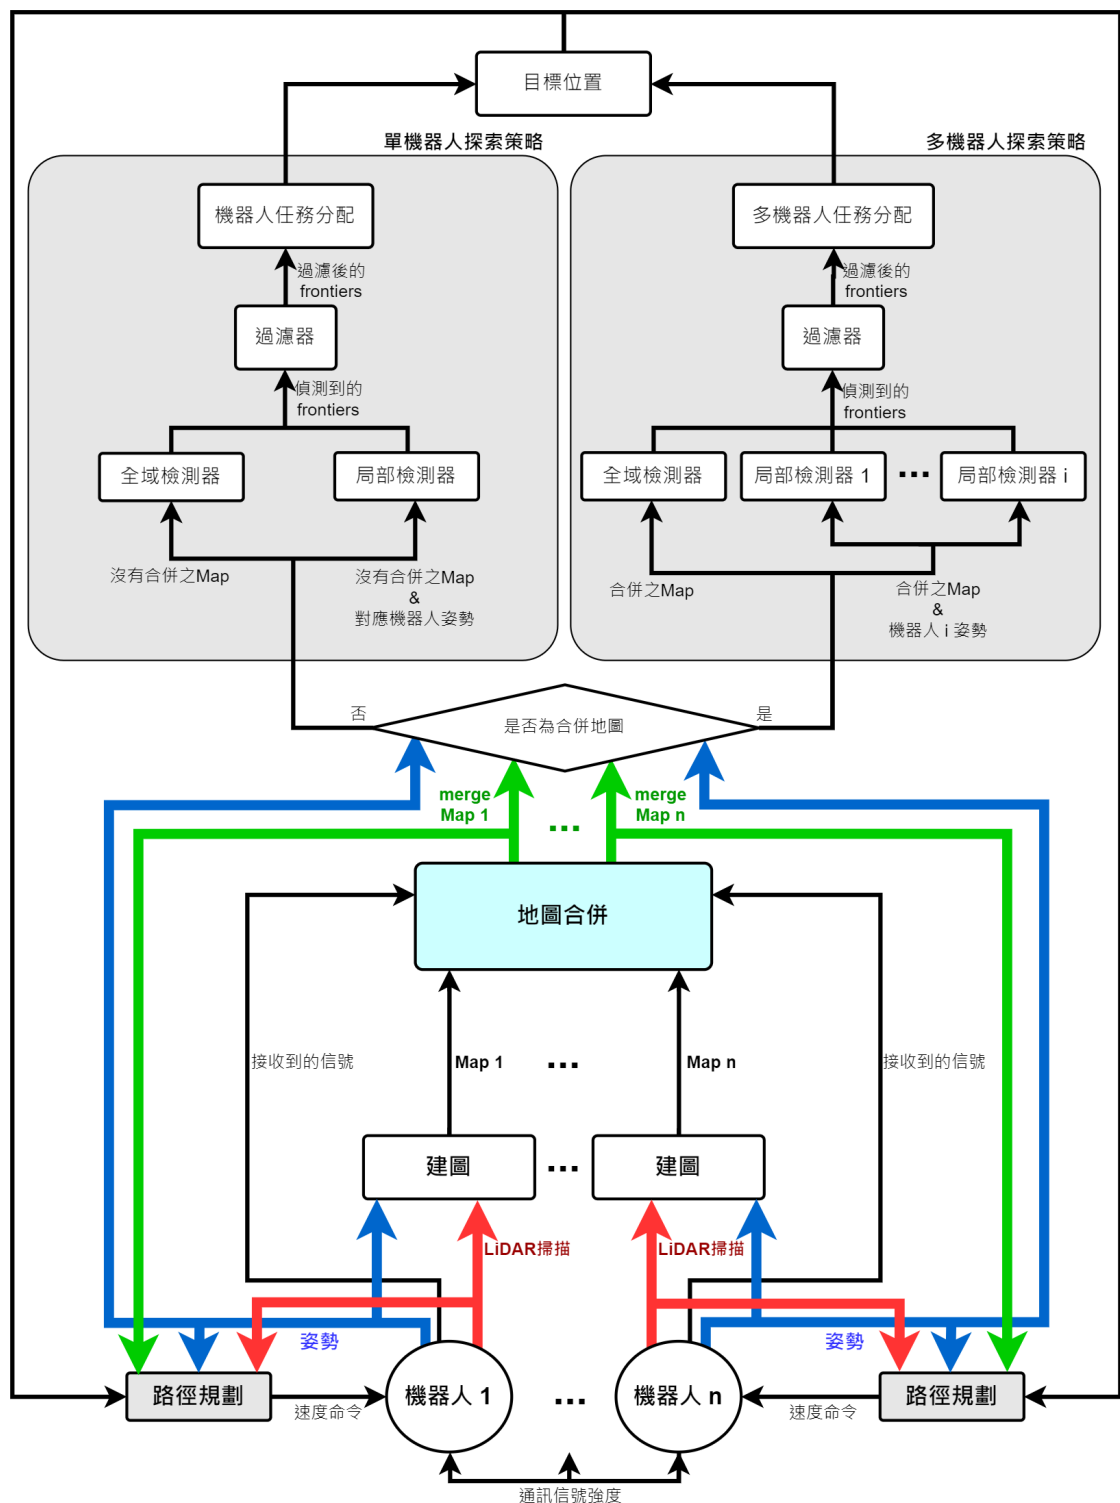 目標位置
單機器人探索策略
多機器人探索策略
機器人任務分配
多機器人任務分配
過濾後的
frontiers
過濾後的
frontiers
過濾器
過濾器
偵測到的
frontiers
偵測到的
frontiers
全域檢測器
局部檢測器
全域檢測器
局部檢測器 1
...
局部檢測器 i
沒有合併之Map
沒有合併之Map
&
對應機器人姿勢
合併之Map
合併之Map
&
機器人 i 姿勢
否
是否為合併地圖
是
merge
Map 1
...
merge
Map n
地圖合併
接收到的信號
Map 1
...
Map n
接收到的信號
建圖
...
建圖
LiDAR掃描
LiDAR掃描
姿勢
姿勢
路徑規劃
速度命令
機器人 1
...
機器人 n
速度命令
路徑規劃
通訊信號強度